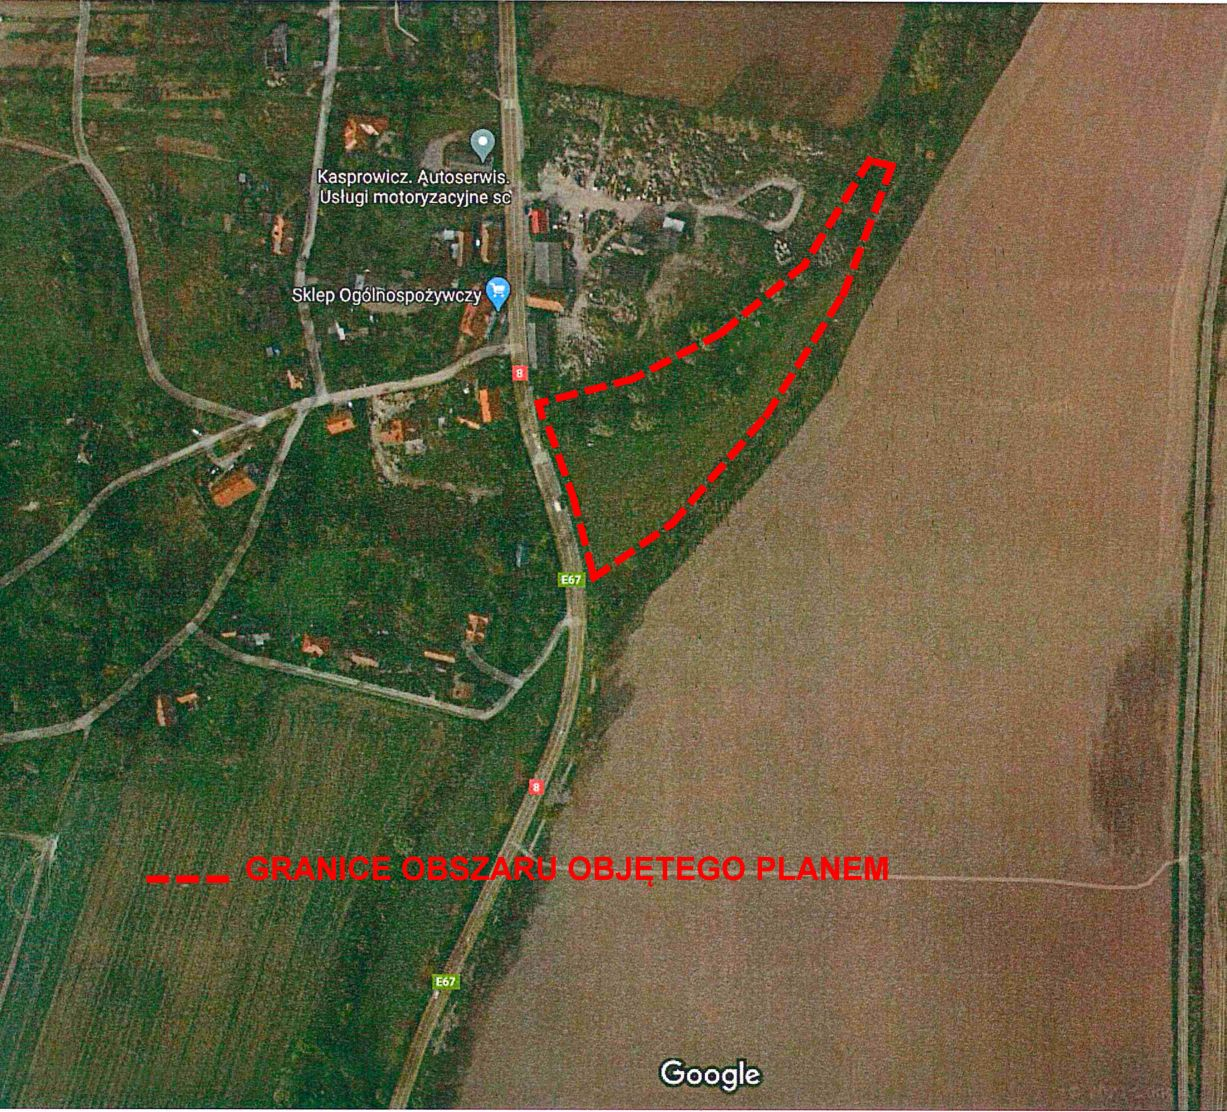 Kasprowicz. Autoserwis.
Usługi motoryzacyjne sc
Sklep Ogólnospożywczy
8
E67
8
GRANICE OBSZARU OBJĘTEGO PLANEM
E67
Google